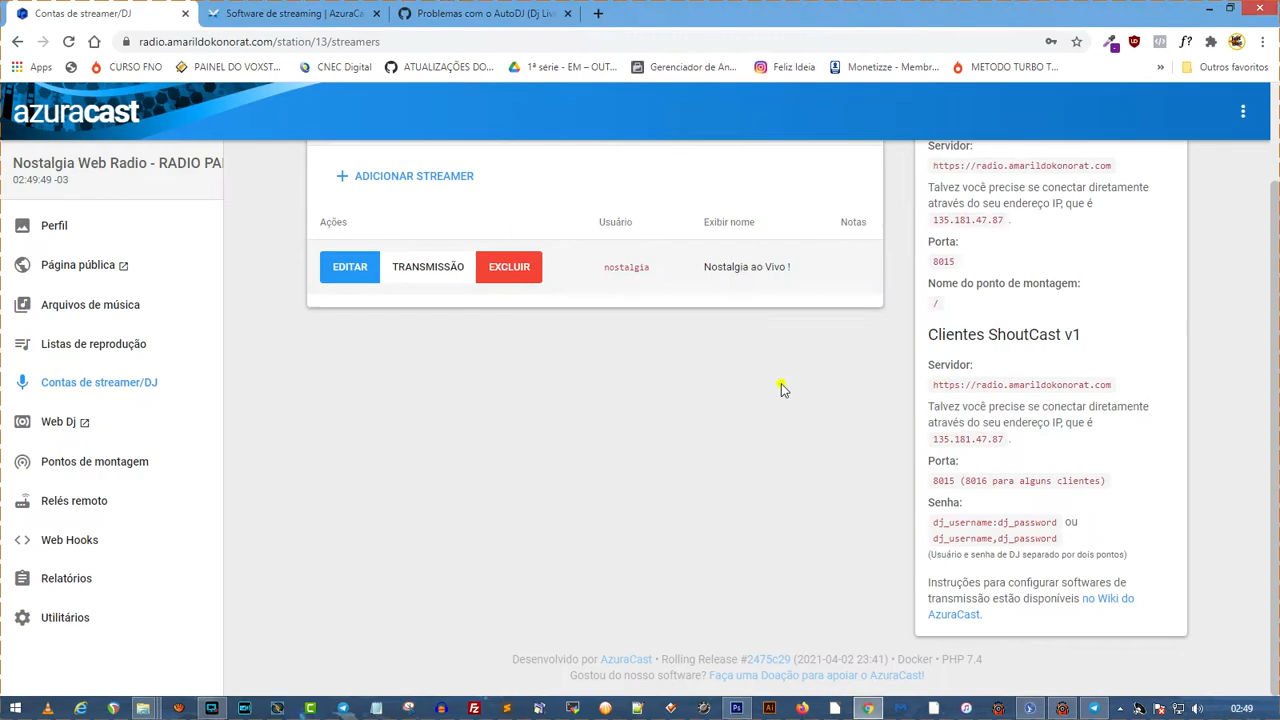 Contas de streamer/DJ
Software de streaming | AzuraCa
Problemas com o AutoDJ (Dj Liv
radio.amarildokonorat.com/station/13/streamers
Apps
CURSO FNO
PAINEL DO VOXST...
CNEC Digital
ATUALIZAÇÕES DO...
1ª série - EM – OUT...
Gerenciador de An...
Feliz Ideia
Monetizze - Membr...
METODO TURBO T...
Outros favoritos
azuracast
Nostalgia Web Radio - RADIO PA
02:49:49 -03
Perfil
Página pública
Arquivos de música
Listas de reprodução
Contas de streamer/DJ
Web Dj
Pontos de montagem
Relés remoto
Web Hooks
Relatórios
Utilitários
ADICIONAR STREAMER
Ações Usuário Exibir nome Notas
EDITAR TRANSMISSÃO EXCLUIR nostalgia Nostalgia ao Vivo !
Servidor:
https://radio.amarildokonorat.com
Talvez você precise se conectar diretamente
através do seu endereço IP, que é
135.181.47.87 .
Porta:
8015
Nome do ponto de montagem:
/
Clientes ShoutCast v1
Servidor:
https://radio.amarildokonorat.com
Talvez você precise se conectar diretamente
através do seu endereço IP, que é
135.181.47.87 .
Porta:
8015 (8016 para alguns clientes)
Senha:
dj_username:dj_password ou
dj_username,dj_password
(Usuário e senha de DJ separado por dois pontos)
Instruções para configurar softwares de
transmissão estão disponíveis no Wiki do
AzuraCast.
Desenvolvido por AzuraCast • Rolling Release #2475c29 (2021-04-02 23:41) • Docker • PHP 7.4
Gostou do nosso software? Faça uma Doação para apoiar o AzuraCast!
02:49